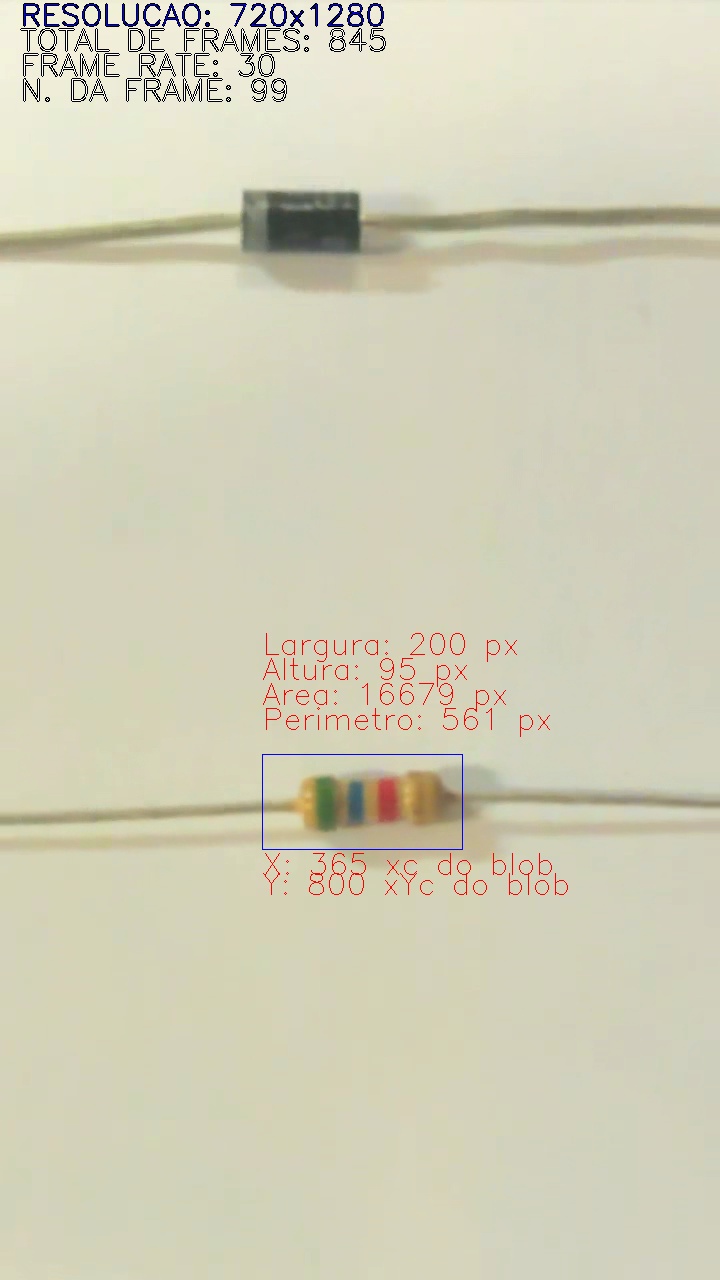 RESOLUCAO: 720x1280
TOTAL DE FRAMES: 845
FRAME RATE: 30
N. DA FRAME: 99
Largura: 200 px
Altura: 95 px
Area: 16679 px
Perimetro: 561 px
X: 365 xc do blob
Y: 800 xYc do blob